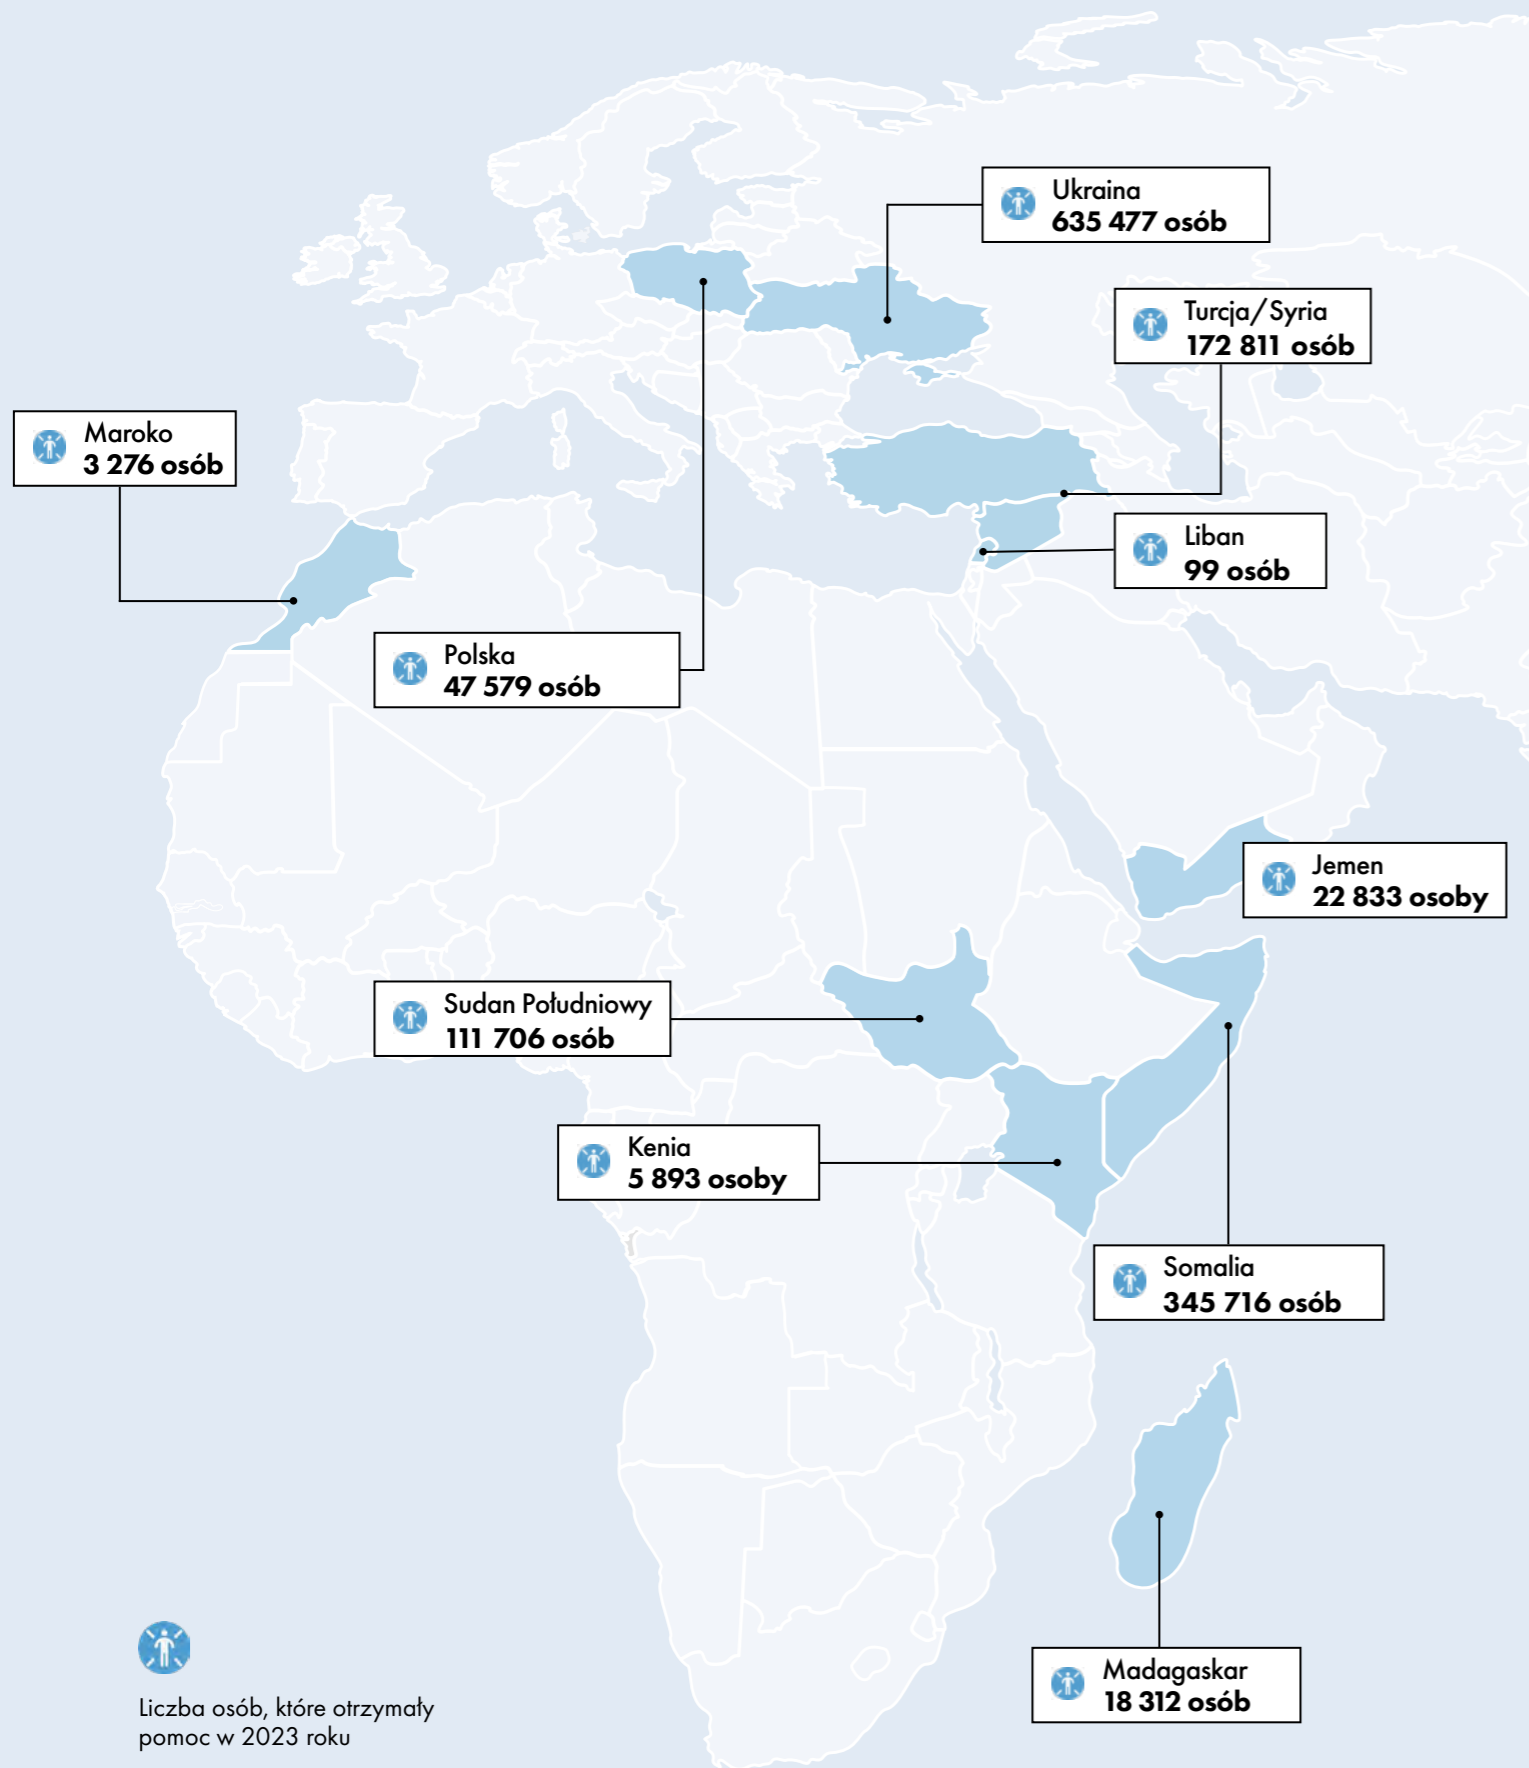 Ukraina
635 477 osób
Turcja/Syria
172 811 osób
Maroko
3 276 osób
Liban
99 osób
Polska
47 579 osób
Jemen
22 833 osoby
Sudan Południowy
111 706 osób
Kenia
5 893 osoby
Somalia
345 716 osób
Madagaskar
18 312 osób
Liczba osób, które otrzymały
pomoc w 2023 roku